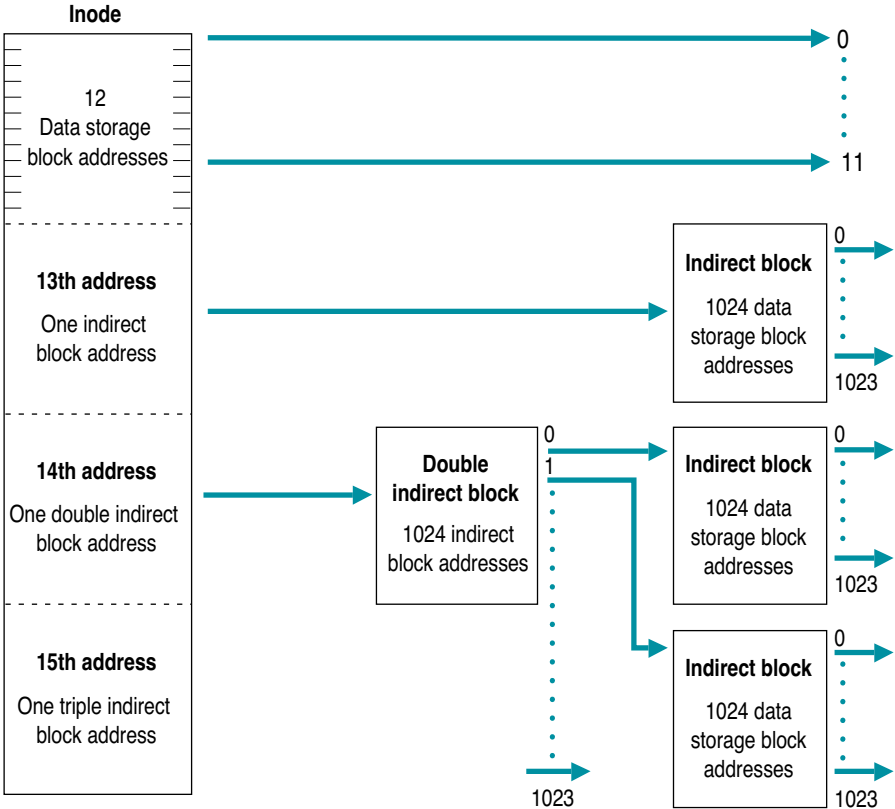 Inode
12
Data storage
block addresses
0
11
13th address
One indirect
block address
Indirect block
1024 data
storage block
addresses
0
1023
14th address
One double indirect
block address
Double
indirect block
1024 indirect
block addresses
0
1
1023
Indirect block
1024 data
storage block
addresses
0
1023
Indirect block
1024 data
storage block
addresses
0
1023
15th address
One triple indirect
block address